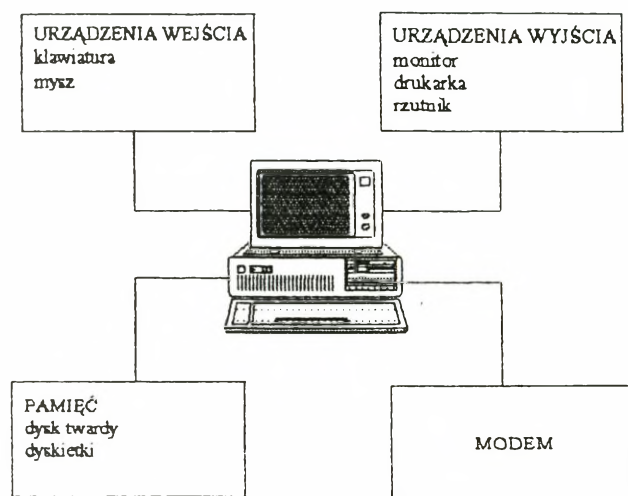 URZĄDZENIA WEJŚCIA
klawiatura
mysz
URZĄDZENIA WYJŚCIA
monitor
drukarka
rzutnik
PAMIĘĆ
dysk twardy
dyskietki
MODEM